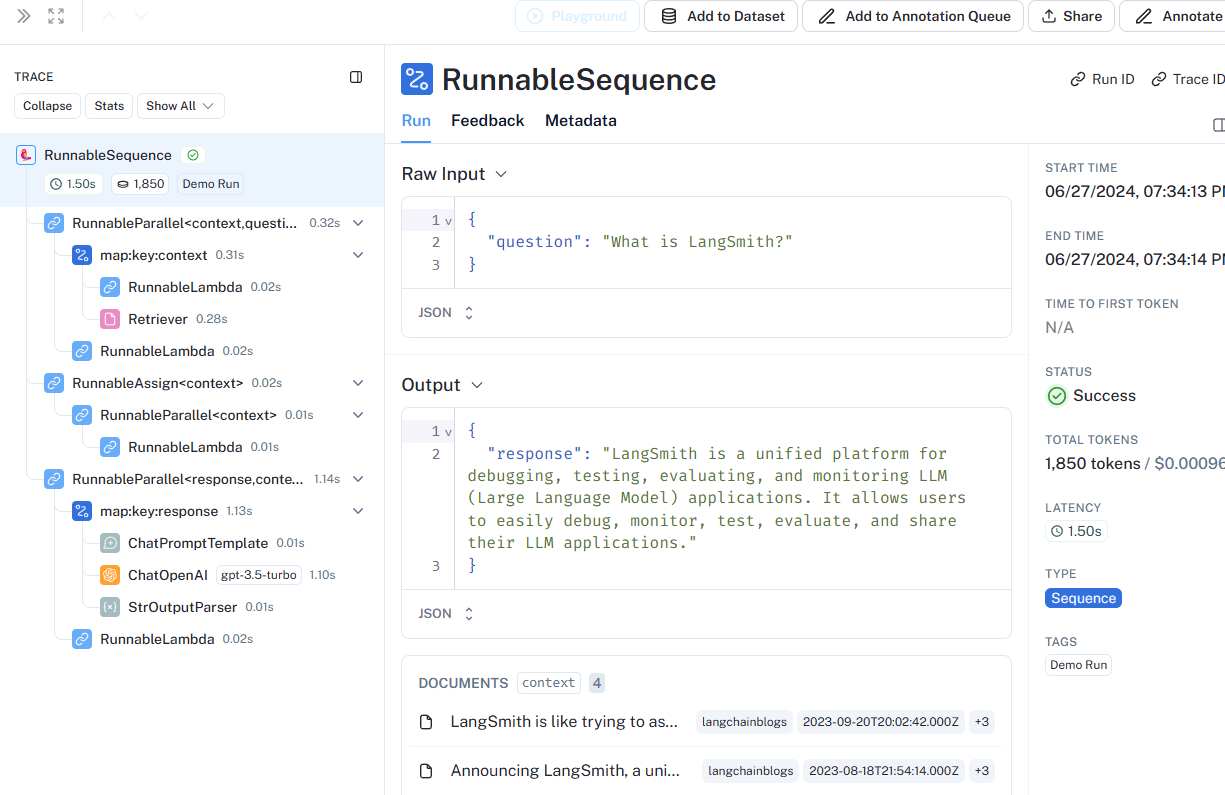 Playground
Add to Dataset
Add to Annotation Queue
Share
Annotate
TRACE
Collapse
Stats
Show All
RunnableSequence
1.50s
1,850
Demo Run
RunnableParallel<context,questi... 0.32s
map:key:context 0.31s
RunnableLambda 0.02s
Retriever 0.28s
RunnableLambda 0.02s
RunnableAssign<context> 0.02s
RunnableParallel<context> 0.01s
RunnableLambda 0.01s
RunnableParallel<response,conte... 1.14s
map:key:response 1.13s
ChatPromptTemplate 0.01s
ChatOpenAI gpt-3.5-turbo 1.10s
StrOutputParser 0.01s
RunnableLambda 0.02s
RunnableSequence
Run ID
Trace ID
Run
Feedback
Metadata
Raw Input
1 {
2 "question": "What is LangSmith?"
3 }
JSON
Output
1 {
2 "response": "LangSmith is a unified platform for
debugging, testing, evaluating, and monitoring LLM
(Large Language Model) applications. It allows users
to easily debug, monitor, test, evaluate, and share
their LLM applications."
3 }
JSON
DOCUMENTS context 4
LangSmith is like trying to as... langchainblogs 2023-09-20T20:02:42.000Z +3
Announcing LangSmith, a uni... langchainblogs 2023-08-18T21:54:14.000Z +3
START TIME
06/27/2024, 07:34:13
END TIME
06/27/2024, 07:34:14
TIME TO FIRST TOKEN
N/A
STATUS
Success
TOTAL TOKENS
1,850 tokens / $0.00096
LATENCY
1.50s
TYPE
Sequence
TAGS
Demo Run